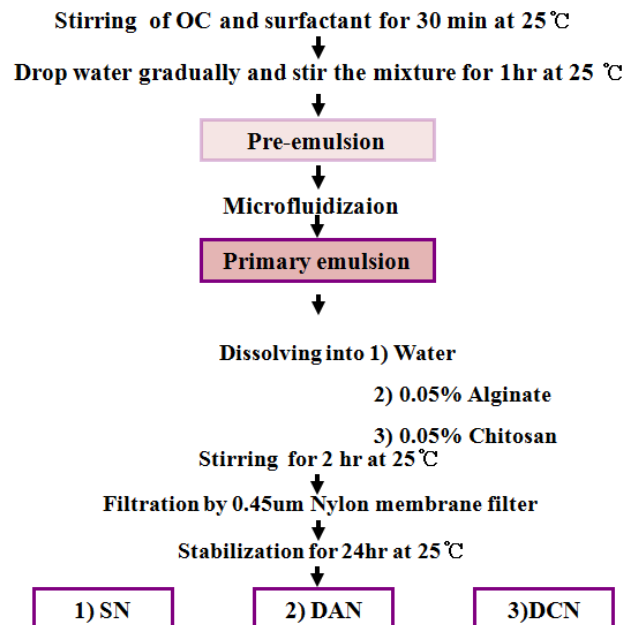 Stirring of OC and surfactant for 30 min at 25℃
Drop water gradually and stir the mixture for 1hr at 25 ℃
Pre-emulsion
Microfluidizaion
Primary emulsion
Dissolving into 1) Water
2) 0.05% Alginate
3) 0.05% Chitosan
Stirring for 2 hr at 25℃
Filtration by 0.45um Nylon membrane filter
Stabilization for 24hr at 25℃
1) SN 2) DAN 3)DCN